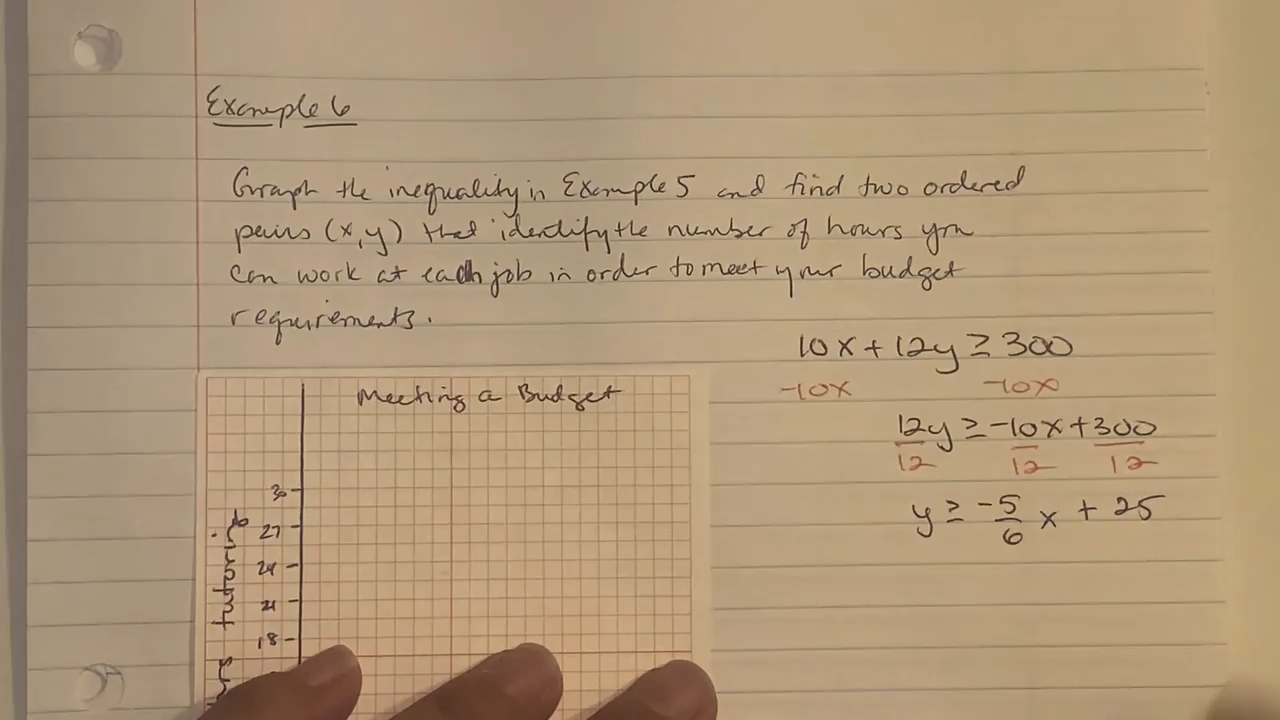 Example 6
Graph the inequality in Example 5 and find two ordered
pairs (x,y) that identify the number of hours you
can work at each job in order to meet your budget
requirements.
10x + 12y ≥ 300
-10x -10x
12y ≥ -10x + 300
12 12 12
y ≥ -5/6 x + 25
Meeting a Budget
30
27
24
21
18
tutoring